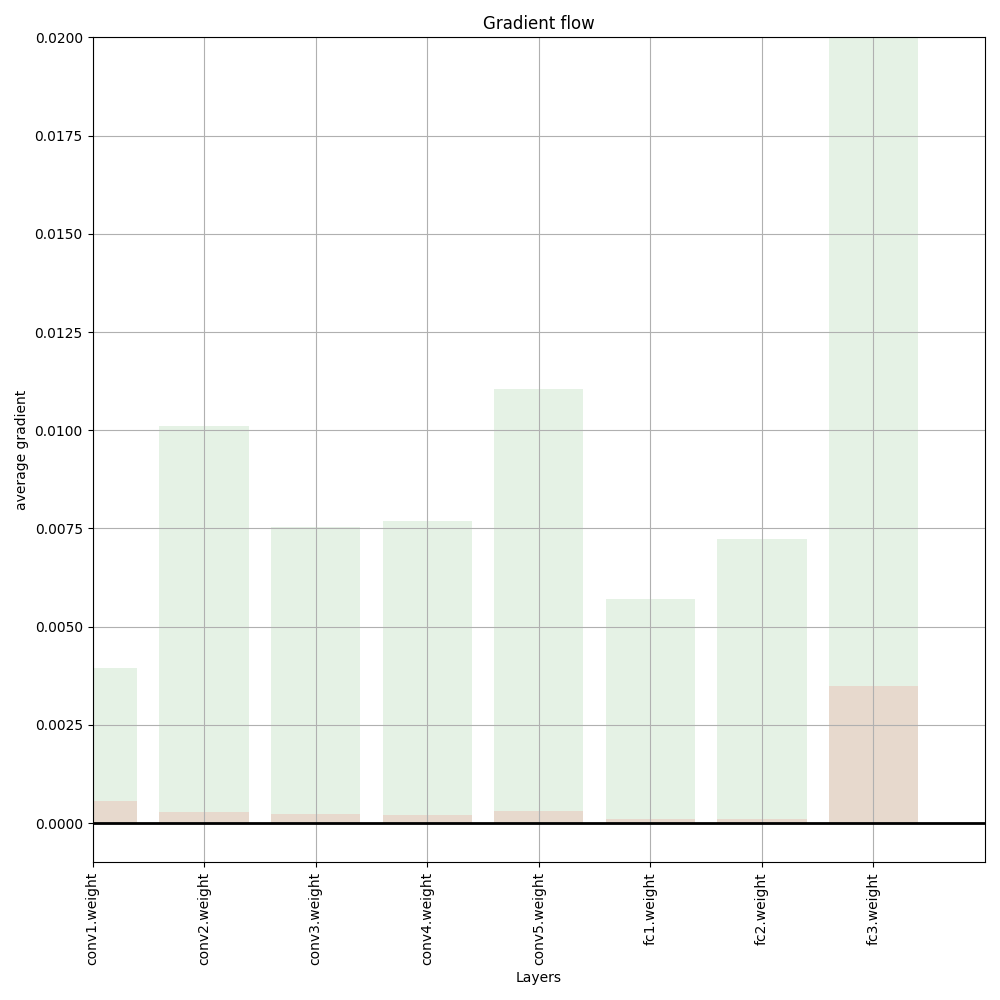 Gradient flow
0.0200
0.0175
0.0150
0.0125
0.0100
0.0075
0.0050
0.0025
0.0000
average gradient
conv1.weight
conv2.weight
conv3.weight
conv4.weight
conv5.weight
fc1.weight
fc2.weight
fc3.weight
Layers